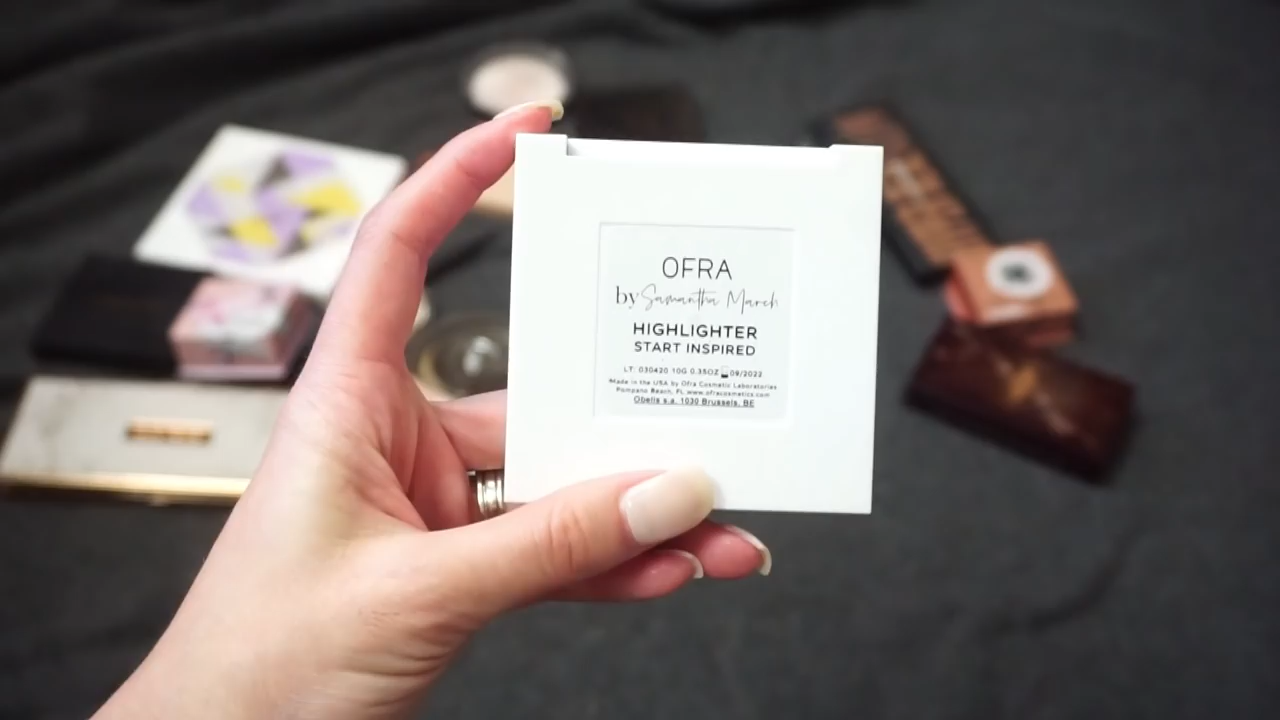 OFRA
by Samantha March
HIGHLIGHTER
START INSPIRED
LT: 030420 10G 0.35OZ 09/2022
Made in the USA by Ofra Cosmetic Laboratories
Pompano Beach, FL www.ofracosmetics.com
Obelis s.a. 1030 Brussels, BE